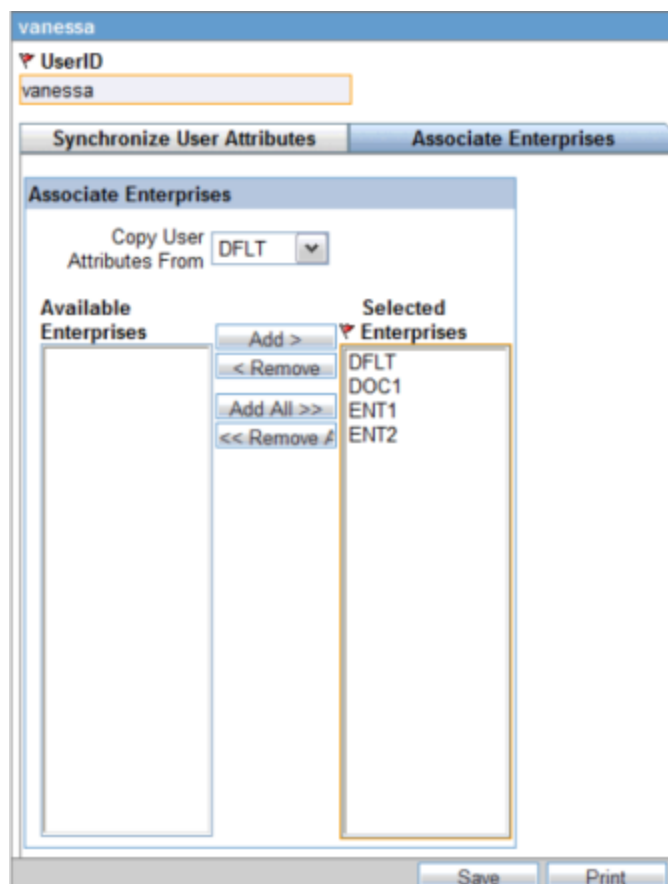 vanessa
UserID
vanessa
Synchronize User Attributes
Associate Enterprises
Associate Enterprises
Copy User
Attributes From
DFLT
Available
Enterprises
Add >
< Remove
Add All >>
<< Remove A
Selected
Enterprises
DFLT
DOC1
ENT1
ENT2
Save
Print